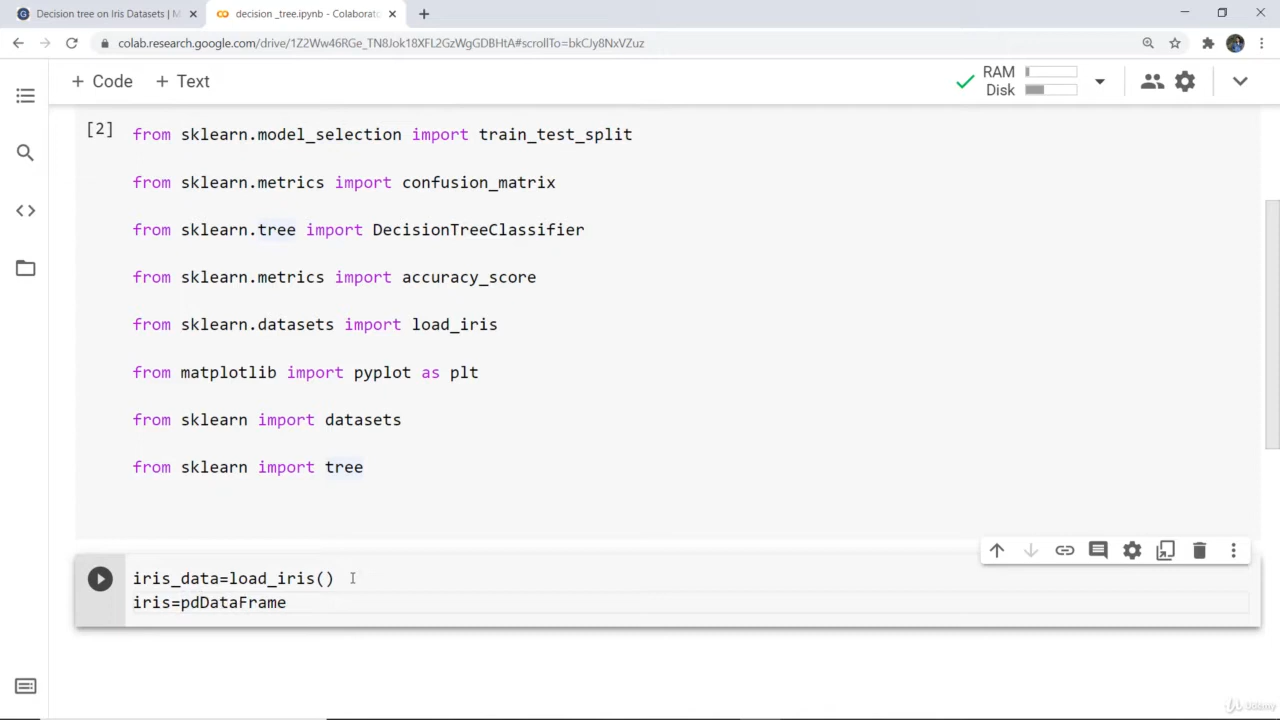 Decision tree on Iris Datasets | M
decision _tree.ipynb - Colaborato
colab.research.google.com/drive/1Z2Ww46RGe_TN8Jok18XFL2GzWgGDBHtA#scrollTo=bkCJy8NxVZuz
+ Code + Text
RAM
Disk
[2]
from sklearn.model_selection import train_test_split
from sklearn.metrics import confusion_matrix
from sklearn.tree import DecisionTreeClassifier
from sklearn.metrics import accuracy_score
from sklearn.datasets import load_iris
from matplotlib import pyplot as plt
from sklearn import datasets
from sklearn import tree
iris_data=load_iris()
iris=pdDataFrame
Udemy